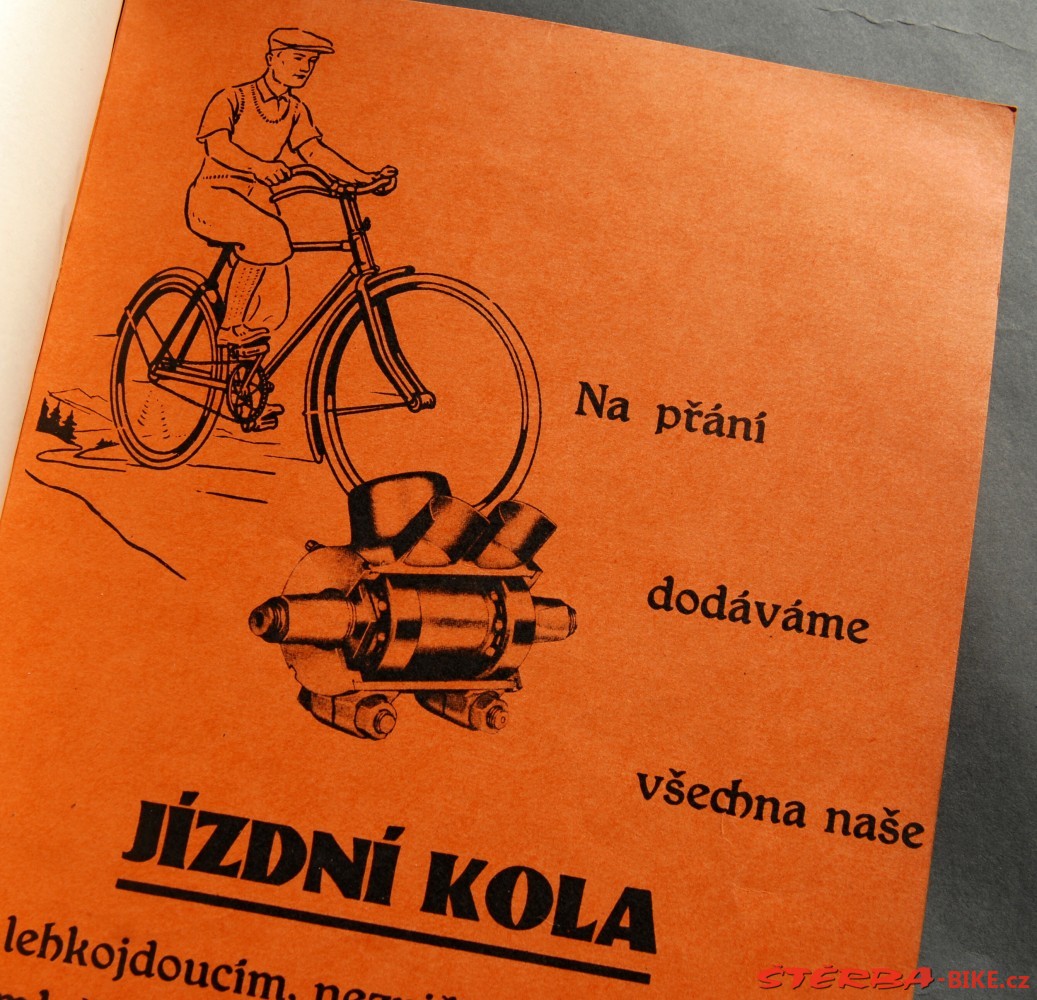 Na přání
dodáváme
všechna naše
JÍZDNÍ KOLA
lehkojdoucím,
ŠTĚRBA-BIKE.cz